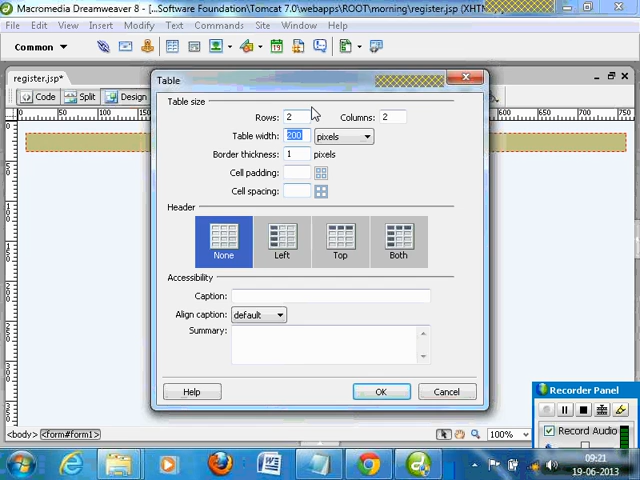 Macromedia Dreamweaver 8 - [...Software Foundation\Tomcat 7.0\webapps\ROOT\morning\register.jsp (XHTM
File Edit View Insert Modify Text Commands Site Window Help
Common
register.jsp*
Code Split Design
0 50 100 750
Table
Table size
Rows: 2 Columns: 2
Table width: 200 pixels
Border thickness: 1 pixels
Cell padding:
Cell spacing:
Header
None Left Top Both
Accessibility
Caption:
Align caption: default
Summary:
Help OK Cancel
<body> <form#form1> 100%
Recorder Panel
Record Audio
09:21
19-06-2013